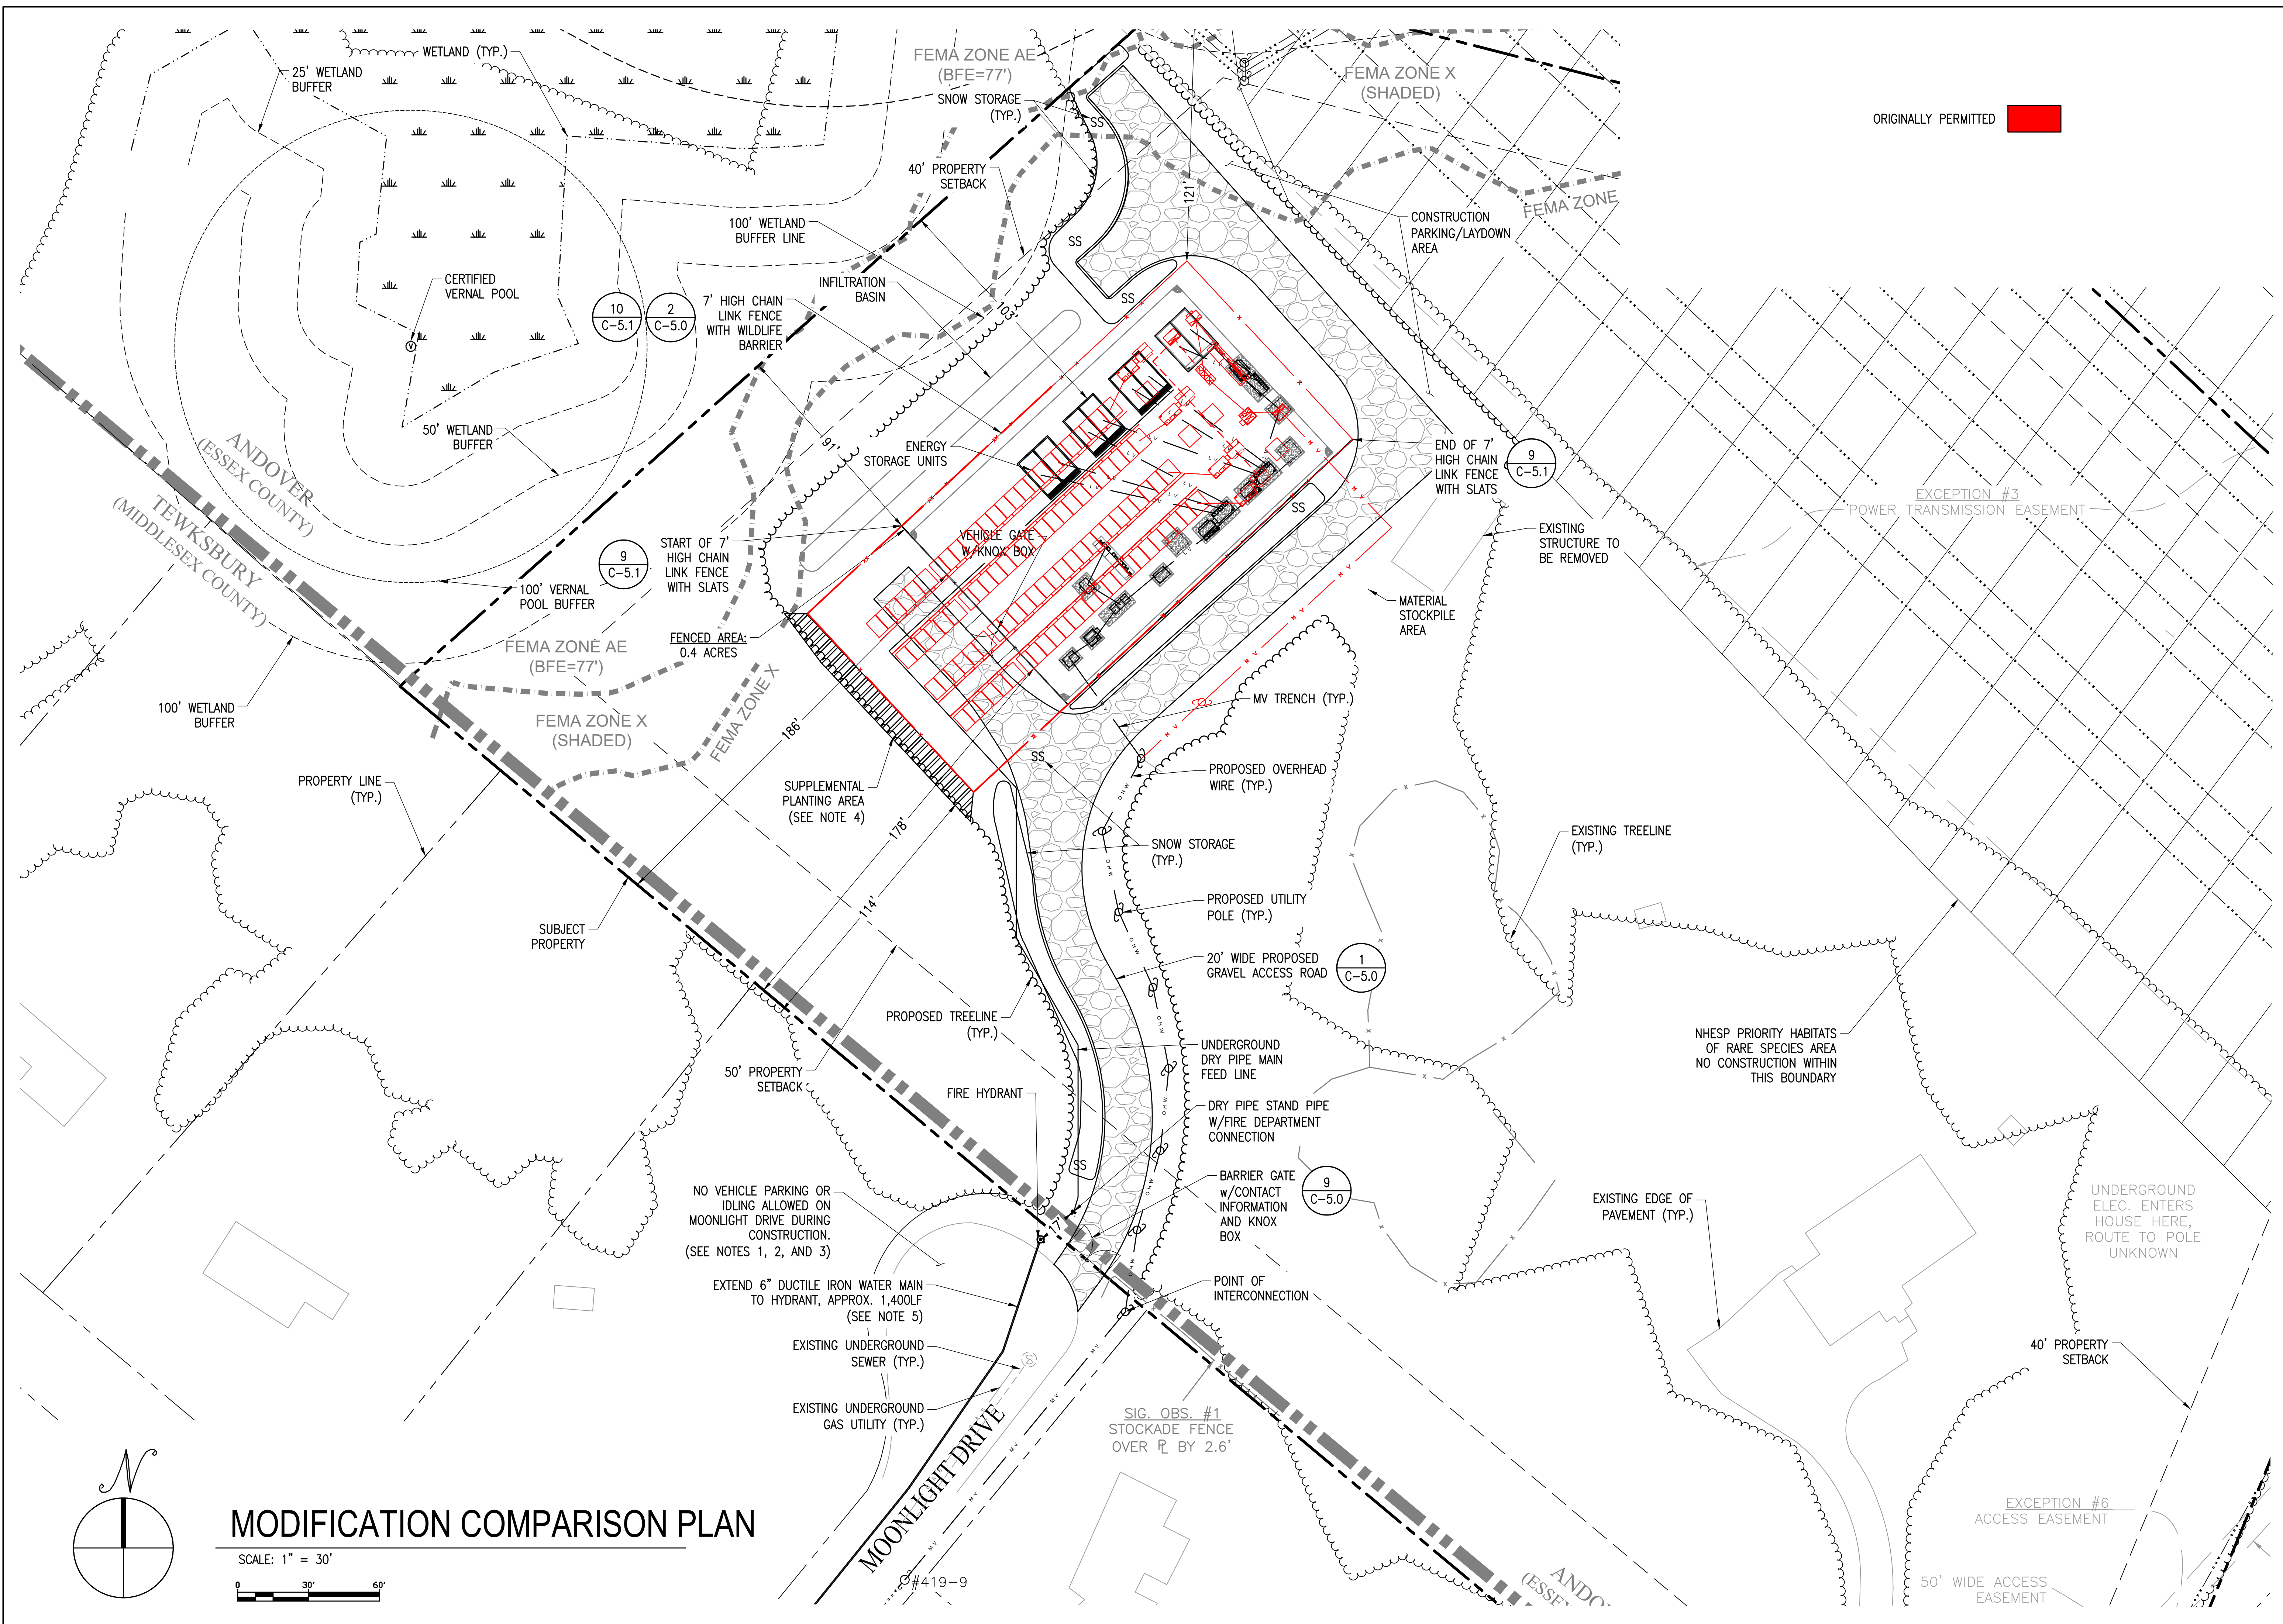 WETLAND (TYP.)
25' WETLAND
BUFFER
FEMA ZONE AE
(BFE=77')
SNOW STORAGE
(TYP.)
SS
FEMA ZONE X
(SHADED)
ORIGINALLY PERMITTED
40' PROPERTY
SETBACK
121'
FEMA ZONE
CONSTRUCTION
PARKING/LAYDOWN
AREA
100' WETLAND
BUFFER LINE
SS
CERTIFIED
VERNAL POOL
V
INFILTRATION
BASIN
SS
10
C-5.1
2
C-5.0
7' HIGH CHAIN
LINK FENCE
WITH WILDLIFE
BARRIER
103'
50' WETLAND
BUFFER
91'
ENERGY
STORAGE UNITS
END OF 7'
HIGH CHAIN
LINK FENCE
WITH SLATS
9
C-5.1
ANDOVER
(ESSEX COUNTY)
TEWKSBURY
(MIDDLESEX COUNTY)
EXCEPTION #3
POWER TRANSMISSION EASEMENT
SS
EXISTING
STRUCTURE TO
BE REMOVED
VEHICLE GATE
W/KNOX BOX
9
C-5.1
START OF 7'
HIGH CHAIN
LINK FENCE
WITH SLATS
100' VERNAL
POOL BUFFER
MATERIAL
STOCKPILE
AREA
FENCED AREA:
0.4 ACRES
FEMA ZONE AE
(BFE=77')
100' WETLAND
BUFFER
FEMA ZONE X
(SHADED)
FEMA ZONE X
186'
MV TRENCH (TYP.)
SS
PROPERTY LINE
(TYP.)
SUPPLEMENTAL
PLANTING AREA
(SEE NOTE 4)
PROPOSED OVERHEAD
WIRE (TYP.)
OHW
178'
SNOW STORAGE
(TYP.)
EXISTING TREELINE
(TYP.)
114'
SUBJECT
PROPERTY
PROPOSED UTILITY
POLE (TYP.)
OHW
20' WIDE PROPOSED
GRAVEL ACCESS ROAD
1
C-5.0
PROPOSED TREELINE
(TYP.)
NHESP PRIORITY HABITATS
OF RARE SPECIES AREA
NO CONSTRUCTION WITHIN
THIS BOUNDARY
50' PROPERTY
SETBACK
UNDERGROUND
DRY PIPE MAIN
FEED LINE
FIRE HYDRANT
DRY PIPE STAND PIPE
W/FIRE DEPARTMENT
CONNECTION
SS
BARRIER GATE
w/CONTACT
INFORMATION
AND KNOX
BOX
9
C-5.0
NO VEHICLE PARKING OR
IDLING ALLOWED ON
MOONLIGHT DRIVE DURING
CONSTRUCTION.
(SEE NOTES 1, 2, AND 3)
17'
EXISTING EDGE OF
PAVEMENT (TYP.)
UNDERGROUND
ELEC. ENTERS
HOUSE HERE,
ROUTE TO POLE
UNKNOWN
EXTEND 6" DUCTILE IRON WATER MAIN
TO HYDRANT, APPROX. 1,400LF
(SEE NOTE 5)
POINT OF
INTERCONNECTION
EXISTING UNDERGROUND
SEWER (TYP.)
S
40' PROPERTY
SETBACK
EXISTING UNDERGROUND
GAS UTILITY (TYP.)
MV
SIG. OBS. #1
STOCKADE FENCE
OVER PL BY 2.6'
MOONLIGHT DRIVE
N
MODIFICATION COMPARISON PLAN
SCALE: 1" = 30'
0 30' 60'
#419-9
EXCEPTION #6
ACCESS EASEMENT
50' WIDE ACCESS
EASEMENT